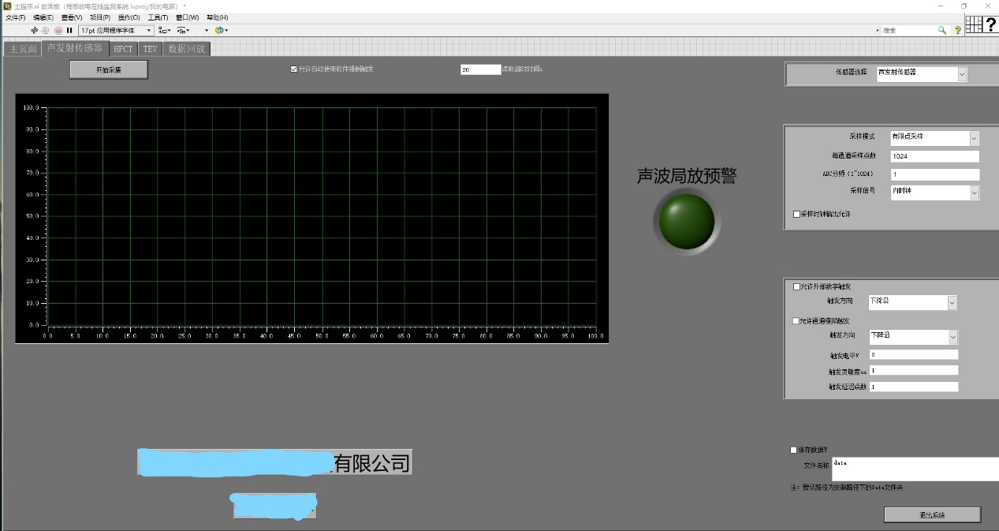 主程序.vi 前面板（局部放电在线监测系统.lvproj/我的电脑） *
文件(F) 编辑(E) 查看(V) 项目(P) 操作(O) 工具(T) 窗口(W) 帮助(H)
17pt 应用程序字体 搜索
主页面 声发射传感器 HFCT TEV 数据回放
开始采集 允许自动使用软件强制触发 20 读取超时时间s
传感器选择 声发射传感器
100.0
90.0
80.0
70.0
60.0
50.0
40.0
30.0
20.0
10.0
0.0
0.0 5.0 10.0 15.0 20.0 25.0 30.0 35.0 40.0 45.0 50.0 55.0 60.0 65.0 70.0 75.0 80.0 85.0 90.0 95.0 100.0
声波局放预警
采样模式 有限点采样
每通道采样点数 1024
ADC分频（1~1024） 1
采样信号 内时钟
采样时钟输出允许
允许外部数字触发
触发方向 下降沿
允许通道模拟触发
触发方向 下降沿
触发电平V 0
触发灵敏度us 1
触发延迟点数 1
有限公司
保存数据?
文件名称 data
注：默认路径为安装路径下的Data文件夹
退出系统